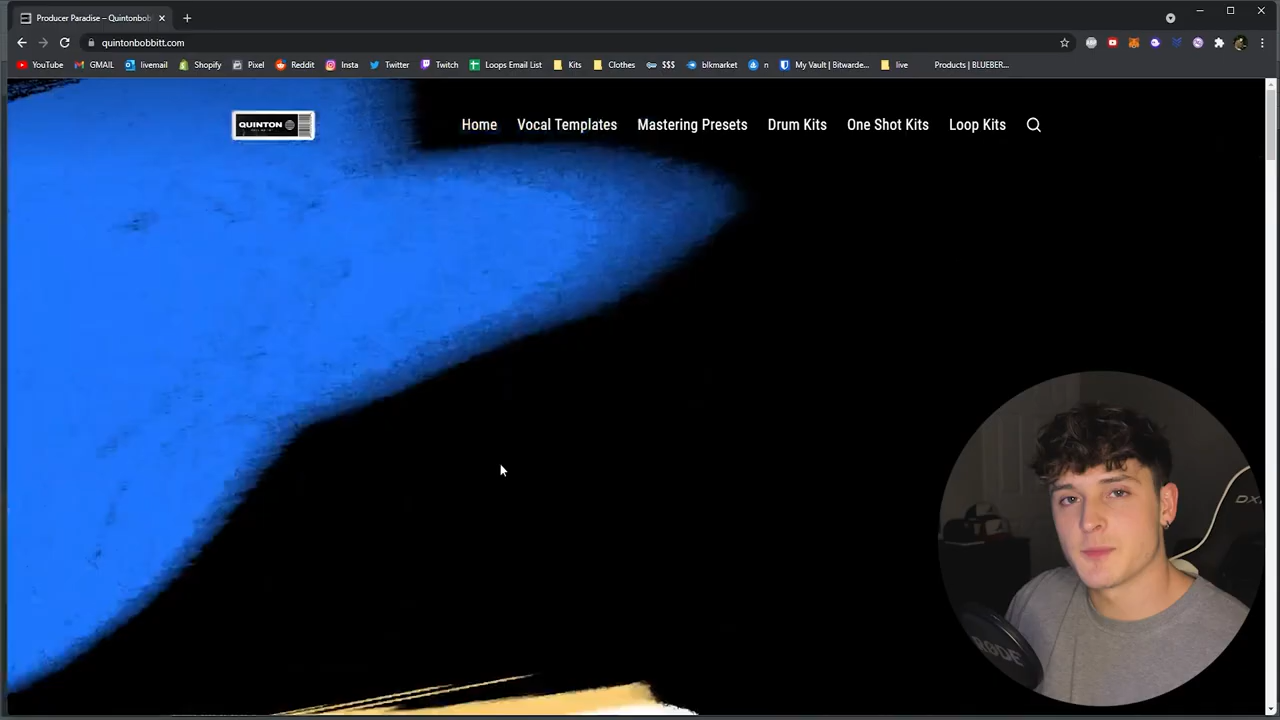 Producer Paradise – Quintonbob
quintonbobbitt.com
YouTube GMAIL livemail Shopify Pixel Reddit Insta Twitter Twitch Loops Email List Kits Clothes $$$ blkmarket n My Vault | Bitwarde... live Products | BLUEBER...
QUINTON Home Vocal Templates Mastering Presets Drum Kits One Shot Kits Loop Kits
DX
RØDE